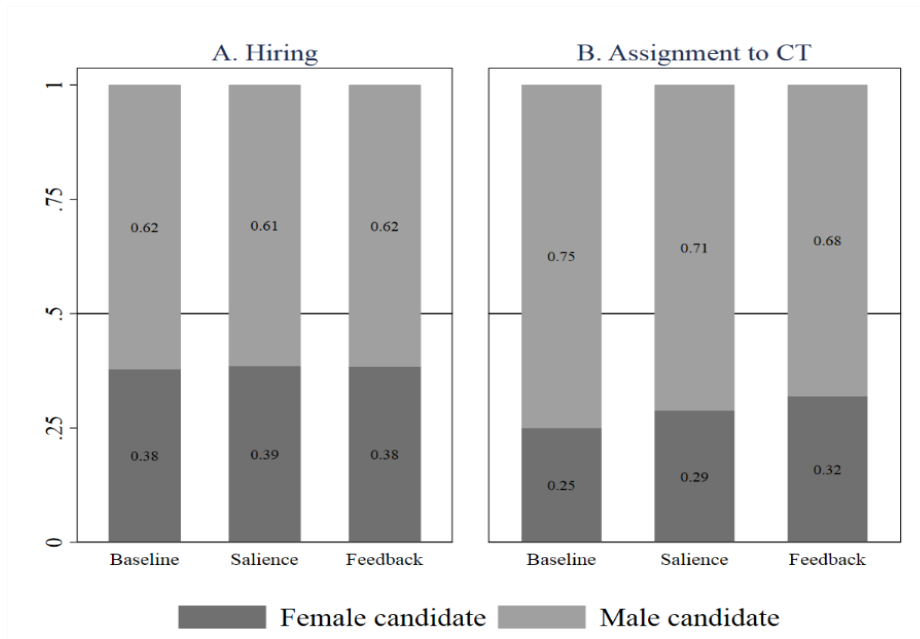 A. Hiring
B. Assignment to CT
1
.75
.5
.25
0
0.62
0.61
0.62
0.38
0.39
0.38
0.75
0.71
0.68
0.25
0.29
0.32
Baseline
Salience
Feedback
Baseline
Salience
Feedback
Female candidate
Male candidate